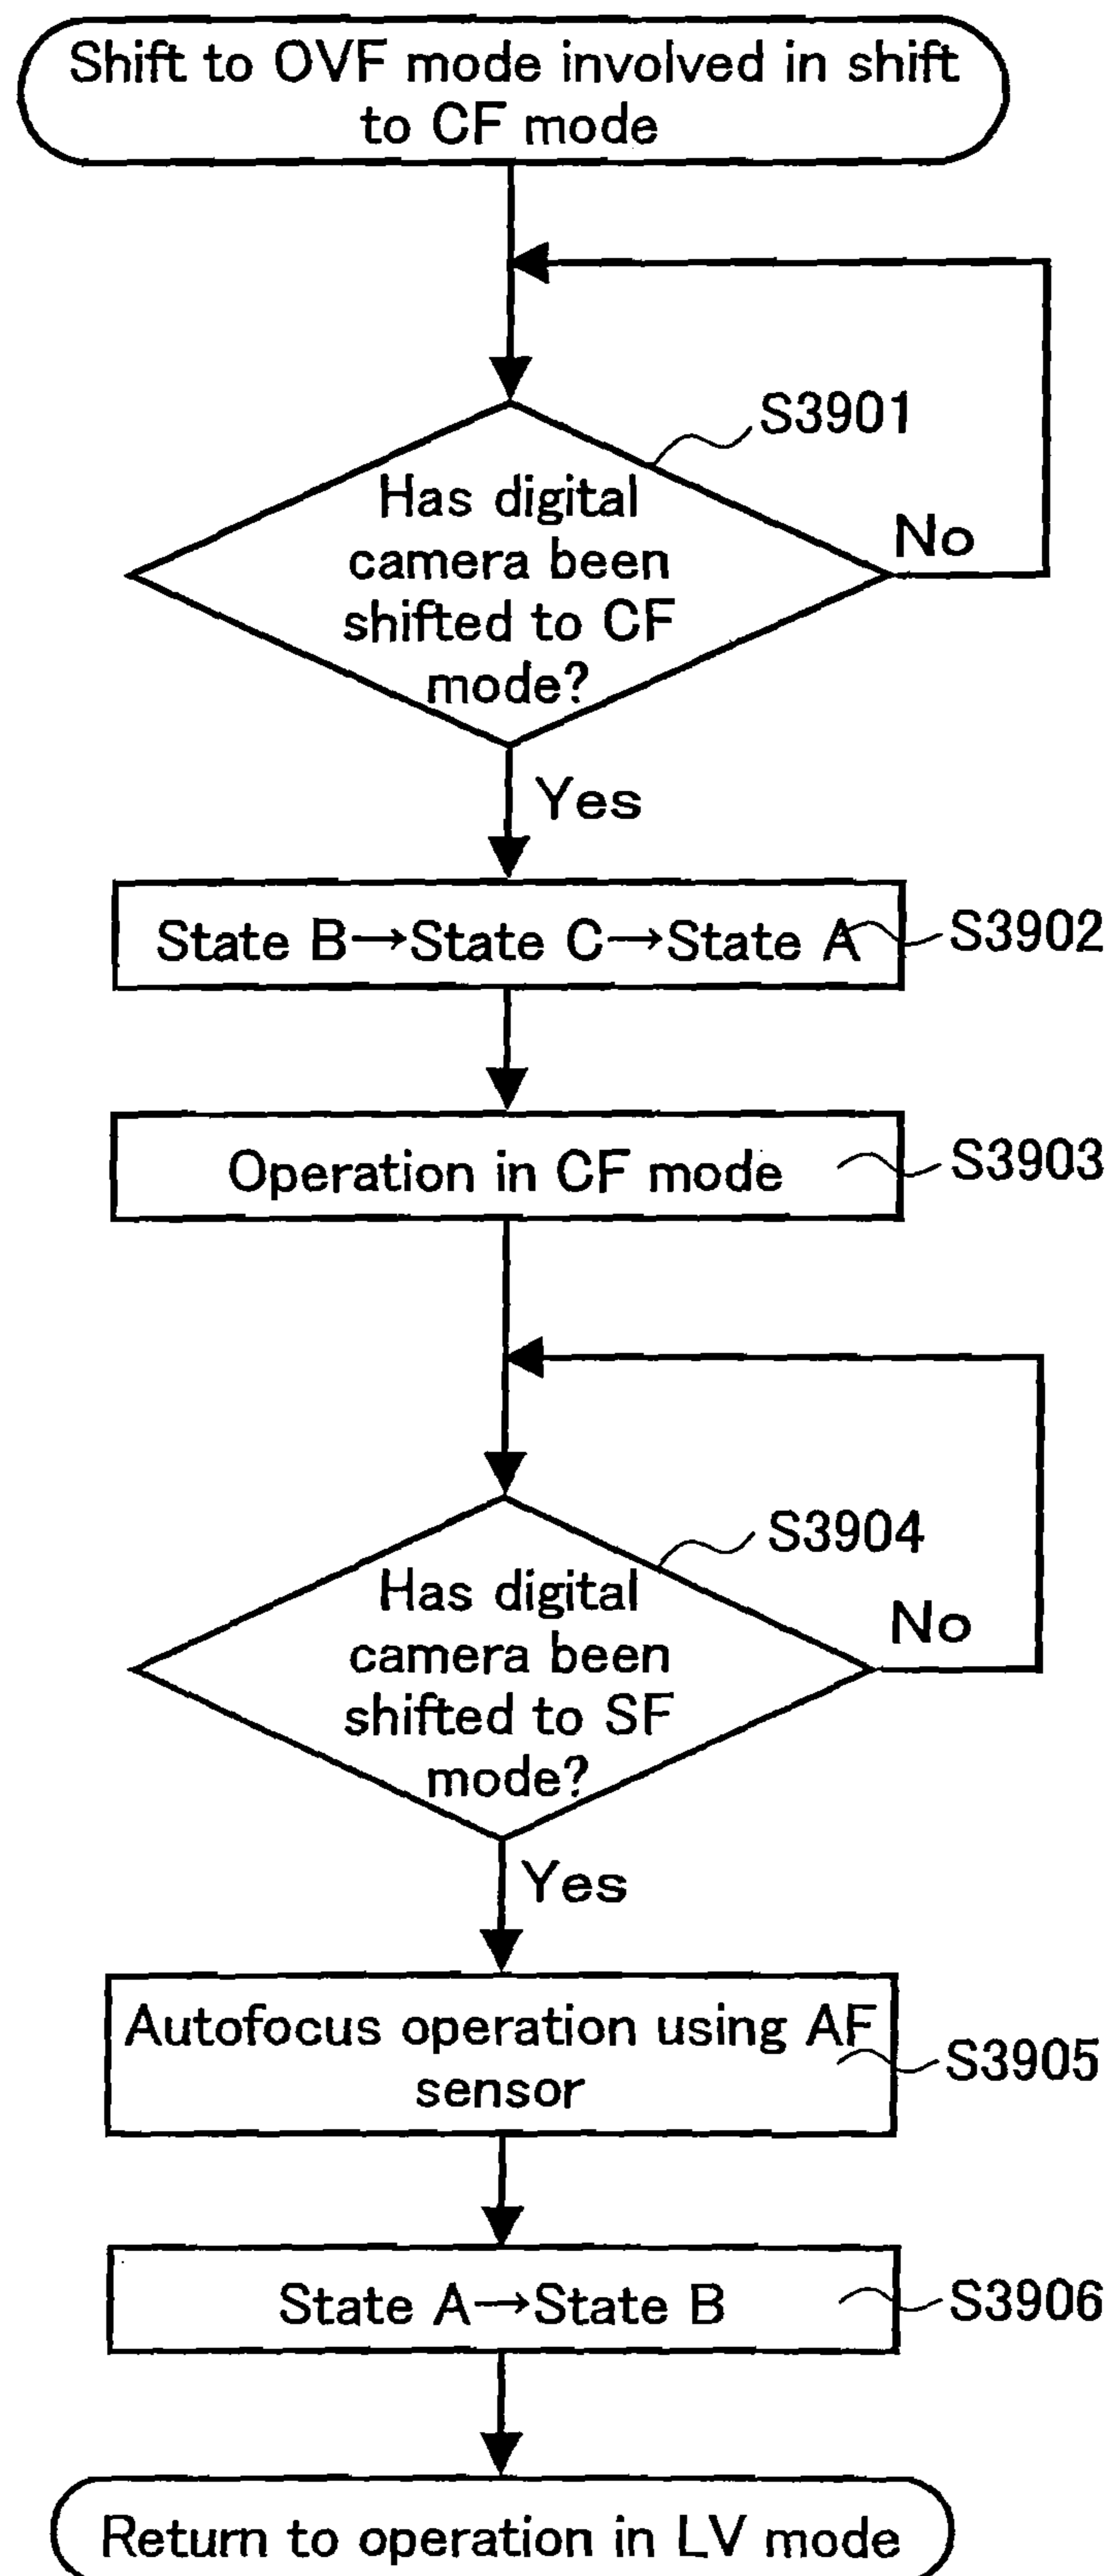 Shift to OVF mode involved in shift
to CF mode
S3901
Has digital
camera been
shifted to CF
mode?
No
Yes
State B→State C→State A
S3902
Operation in CF mode
S3903
S3904
Has digital
camera been
shifted to SF
mode?
No
Yes
Autofocus operation using AF
sensor
S3905
State A→State B
S3906
Return to operation in LV mode